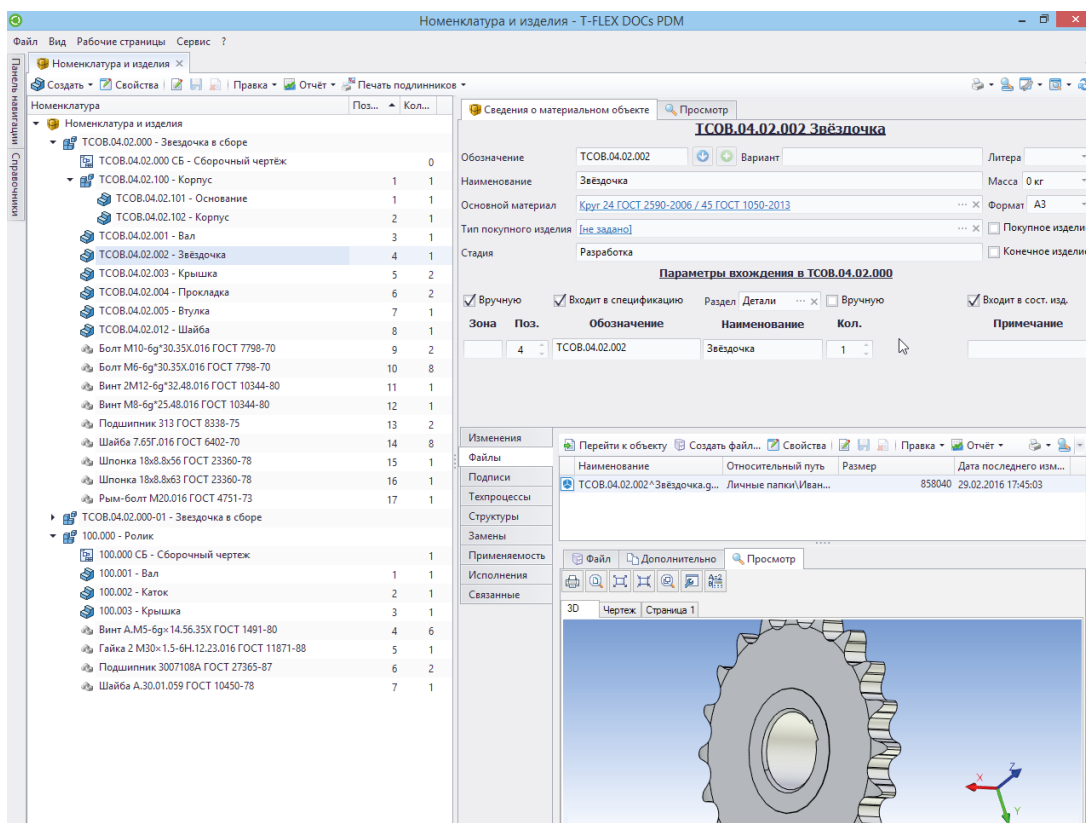 Номенклатура и изделия - T-FLEX DOCs PDM
Файл Вид Рабочие страницы Сервис ?
Панель навигации
Справочники
Номенклатура и изделия
Создать Свойства Правка Отчёт Печать подлинников
Номенклатура Поз... Кол...
Номенклатура и изделия
ТСОВ.04.02.000 - Звездочка в сборе
ТСОВ.04.02.000 СБ - Сборочный чертёж 0
ТСОВ.04.02.100 - Корпус 1 1
ТСОВ.04.02.101 - Основание 1 1
ТСОВ.04.02.102 - Корпус 2 1
ТСОВ.04.02.001 - Вал 3 1
ТСОВ.04.02.002 - Звёздочка 4 1
ТСОВ.04.02.003 - Крышка 5 2
ТСОВ.04.02.004 - Прокладка 6 2
ТСОВ.04.02.005 - Втулка 7 1
ТСОВ.04.02.012 - Шайба 8 1
Болт М10-6g*30.35Х.016 ГОСТ 7798-70 9 2
Болт М6-6g*30.35Х.016 ГОСТ 7798-70 10 8
Винт 2М12-6g*32.48.016 ГОСТ 10344-80 11 1
Винт М8-6g*25.48.016 ГОСТ 10344-80 12 1
Подшипник 313 ГОСТ 8338-75 13 2
Шайба 7.65Г.016 ГОСТ 6402-70 14 8
Шпонка 18х8.8х56 ГОСТ 23360-78 15 1
Шпонка 18х8.8х63 ГОСТ 23360-78 16 1
Рым-болт М20.016 ГОСТ 4751-73 17 1
ТСОВ.04.02.000-01 - Звездочка в сборе
100.000 - Ролик
100.000 СБ - Сборочный чертеж 1
100.001 - Вал 1 1
100.002 - Каток 2 1
100.003 - Крышка 3 1
Винт А.М5-6g×14.56.35Х ГОСТ 1491-80 4 6
Гайка 2 М30×1.5-6Н.12.23.016 ГОСТ 11871-88 5 1
Подшипник 3007108А ГОСТ 27365-87 6 2
Шайба А.30.01.059 ГОСТ 10450-78 7 1
Сведения о материальном объекте Просмотр
ТСОВ.04.02.002 Звёздочка
Обозначение ТСОВ.04.02.002 Вариант Литера
Наименование Звёздочка Масса 0 кг
Основной материал Круг 24 ГОСТ 2590-2006 / 45 ГОСТ 1050-2013 Формат А3
Тип покупного изделия [не задано] Покупное изделие
Стадия Разработка Конечное изделие
Параметры вхождения в ТСОВ.04.02.000
Вручную Входит в спецификацию Раздел Детали Вручную Входит в сост. изд.
Зона Поз. Обозначение Наименование Кол. Примечание
4 ТСОВ.04.02.002 Звёздочка 1
Изменения
Файлы
Подписи
Техпроцессы
Структуры
Замены
Применяемость
Исполнения
Связанные
Перейти к объекту Создать файл... Свойства Правка Отчёт
Наименование Относительный путь Размер Дата последнего изм...
ТСОВ.04.02.002^Звёздочка.g... Личные папки\Иван... 858040 29.02.2016 17:45:03
Файл Дополнительно Просмотр
3D Чертеж Страница 1
X Z
Y